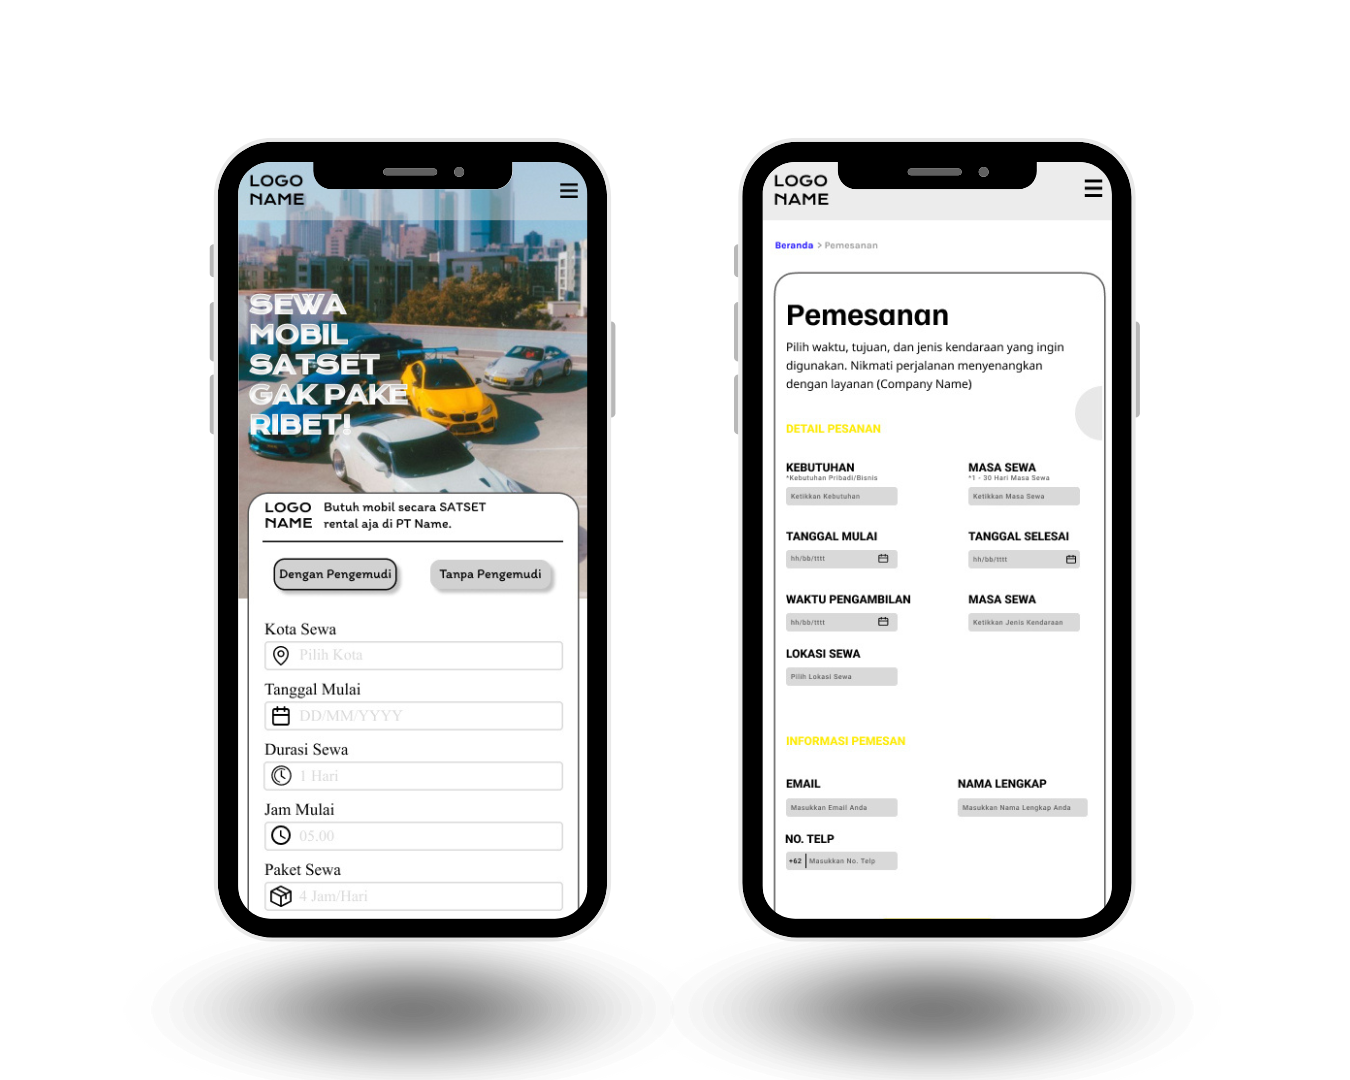 LOGO
NAME
SEWA
MOBIL
SATSET
GAK PAKE
RIBET!
LOGO
NAME
Butuh mobil secara SATSET
rental aja di PT Name.
Dengan Pengemudi
Tanpa Pengemudi
Kota Sewa
Pilih Kota
Tanggal Mulai
DD/MM/YYYY
Durasi Sewa
1 Hari
Jam Mulai
05.00
Paket Sewa
4 Jam/Hari
LOGO
NAME
Beranda > Pemesanan
Pemesanan
Pilih waktu, tujuan, dan jenis kendaraan yang ingin
digunakan. Nikmati perjalanan menyenangkan
dengan layanan (Company Name)
DETAIL PESANAN
KEBUTUHAN
*Kebutuhan Pribadi/Bisnis
Ketikkan Kebutuhan
MASA SEWA
*1 - 30 Hari Masa Sewa
Ketikkan Masa Sewa
TANGGAL MULAI
hh/bb/tttt
TANGGAL SELESAI
hh/bb/tttt
WAKTU PENGAMBILAN
hh/bb/tttt
MASA SEWA
Ketikkan Jenis Kendaraan
LOKASI SEWA
Pilih Lokasi Sewa
INFORMASI PEMESAN
EMAIL
Masukkan Email Anda
NAMA LENGKAP
Masukkan Nama Lengkap Anda
NO. TELP
+62 Masukkan No. Telp